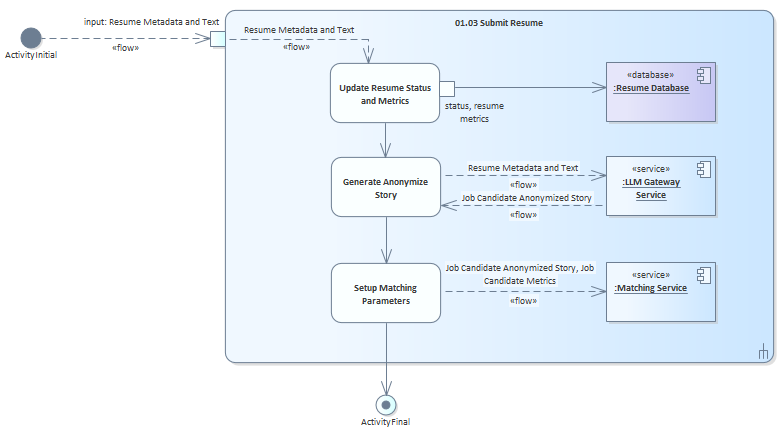 input: Resume Metadata and Text
«flow»
ActivityInitial
01.03 Submit Resume
Resume Metadata and Text
«flow»
Update Resume Status
and Metrics
status, resume
metrics
«database»
:Resume Database
Generate Anonymize
Story
Resume Metadata and Text
«flow»
Job Candidate Anonymized Story
«flow»
«service»
:LLM Gateway
Service
Setup Matching
Parameters
Job Candidate Anonymized Story, Job
Candidate Metrics
«flow»
«service»
:Matching Service
ActivityFinal